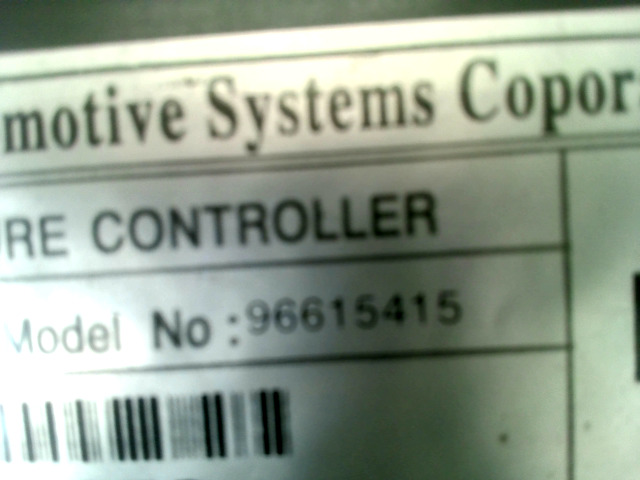 motive Systems Copor
RE CONTROLLER
Model No :96615415